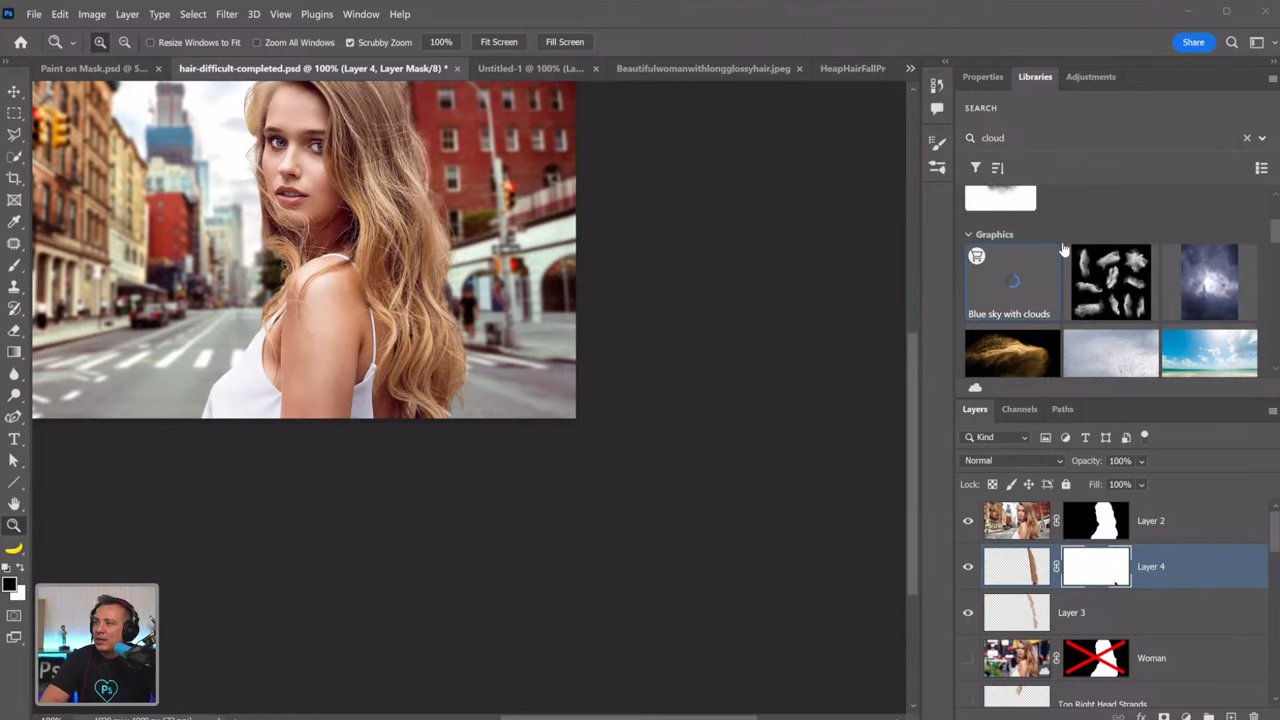 Ps File Edit Image Layer Type Select Filter 3D View Plugins Window Help
Resize Windows to Fit Zoom All Windows Scrubby Zoom 100% Fit Screen Fill Screen Share
Paint on Mask.psd @ 5... × hair-difficult-completed.psd @ 100% (Layer 4, Layer Mask/8) * × Untitled-1 @ 100% (La... × Beautifulwomanwithlongglossyhair.jpeg × HeapHairFallPr
Properties Libraries Adjustments
SEARCH
cloud
Graphics
Blue sky with clouds
Layers Channels Paths
Kind
Normal Opacity: 100%
Lock: Fill: 100%
Layer 2
Layer 4
Layer 3
Woman
Top Right Head Strands
Ps
Ps